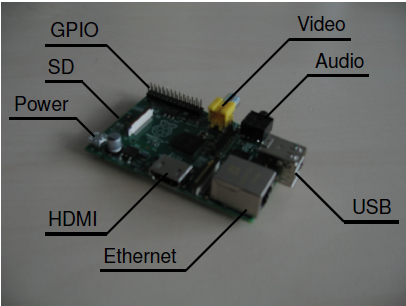 GPIO
Video
SD
Audio
Power
HDMI
USB
Ethernet